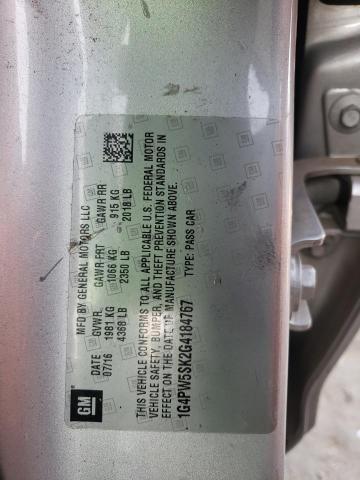 GM
MFD BY GENERAL MOTORS LLC
DATE GVWR GAWR FRT GAWR RR
07/16 1981 KG 1066 KG 915 KG
4368 LB 2350 LB 2018 LB
THIS VEHICLE CONFORMS TO ALL APPLICABLE U.S. FEDERAL MOTOR
VEHICLE SAFETY, BUMPER, AND THEFT PREVENTION STANDARDS IN
EFFECT ON THE DATE OF MANUFACTURE SHOWN ABOVE.
TYPE: PASS CAR
1G4PW5SK2G4184767